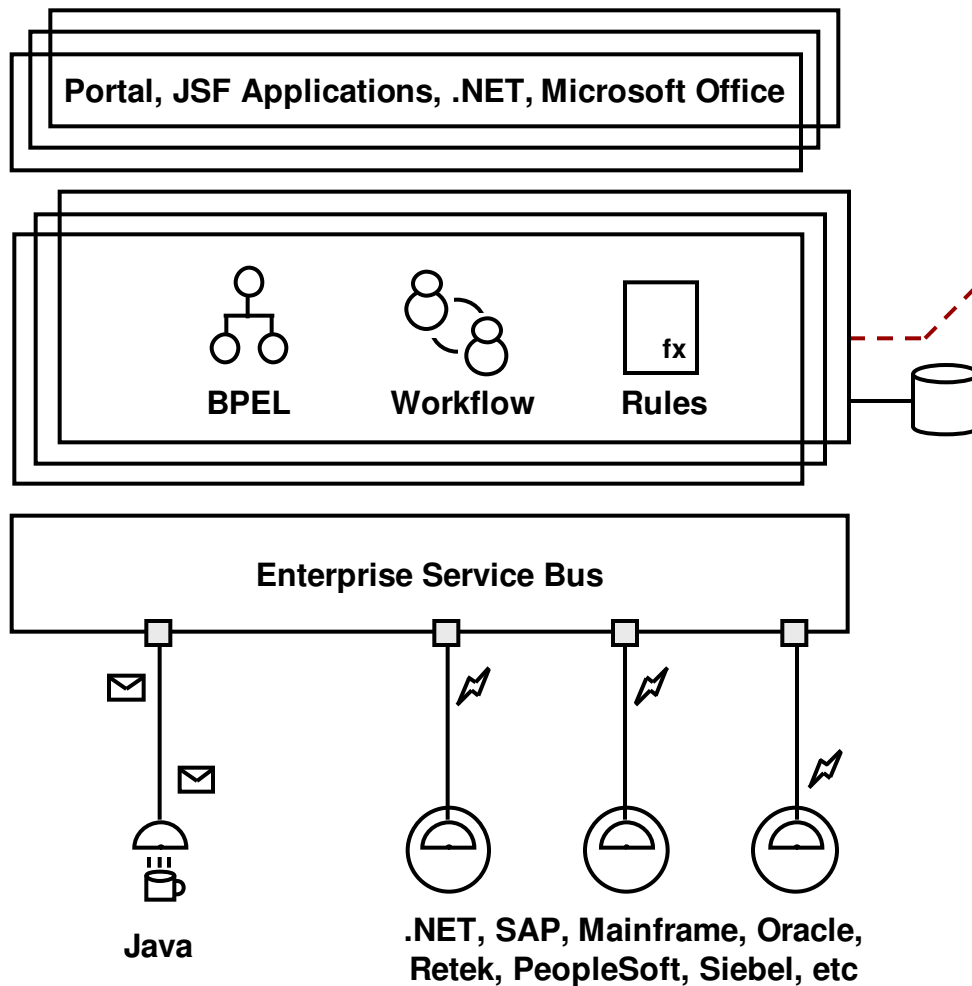 Portal, JSF Applications, .NET, Microsoft Office
fx
BPEL
Workflow
Rules
Enterprise Service Bus
Java
.NET, SAP, Mainframe, Oracle,
Retek, PeopleSoft, Siebel, etc